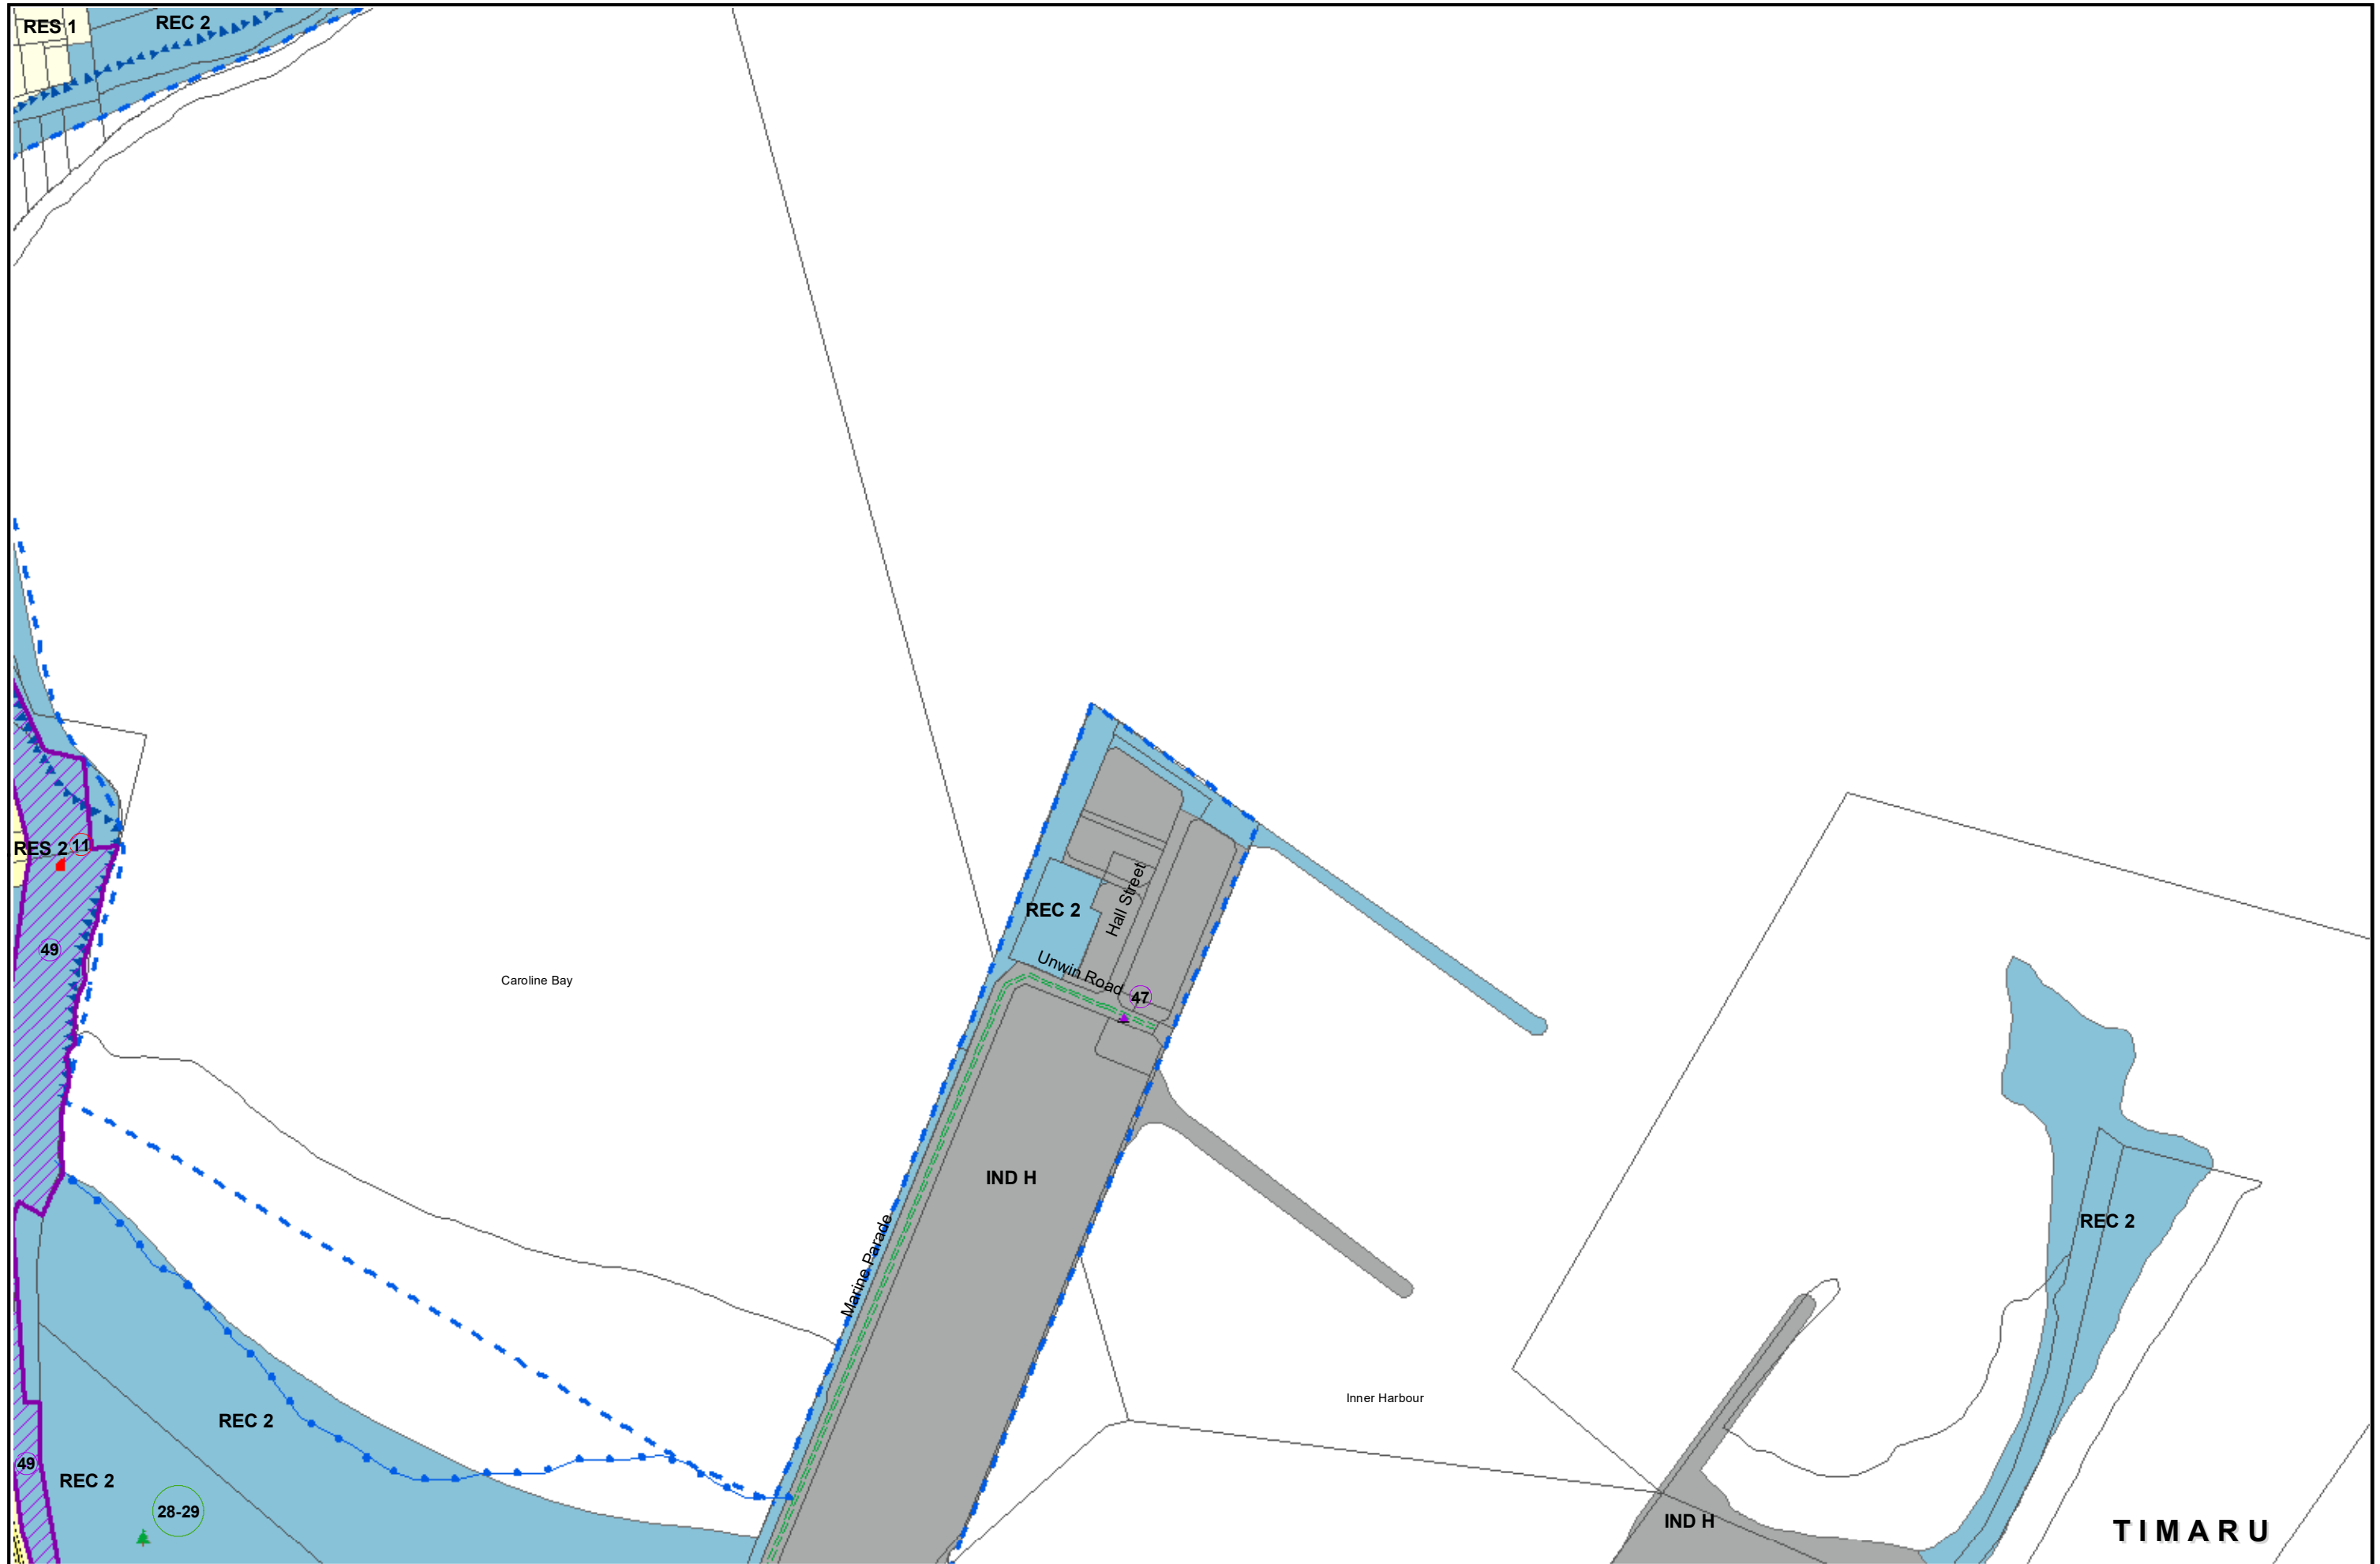 RES 1
REC 2
RES 2
11
49
REC 2
Hall Street
Caroline Bay
Unwin Road
47
IND H
Marine Parade
REC 2
Inner Harbour
REC 2
49
REC 2
28-29
IND H
TIMARU